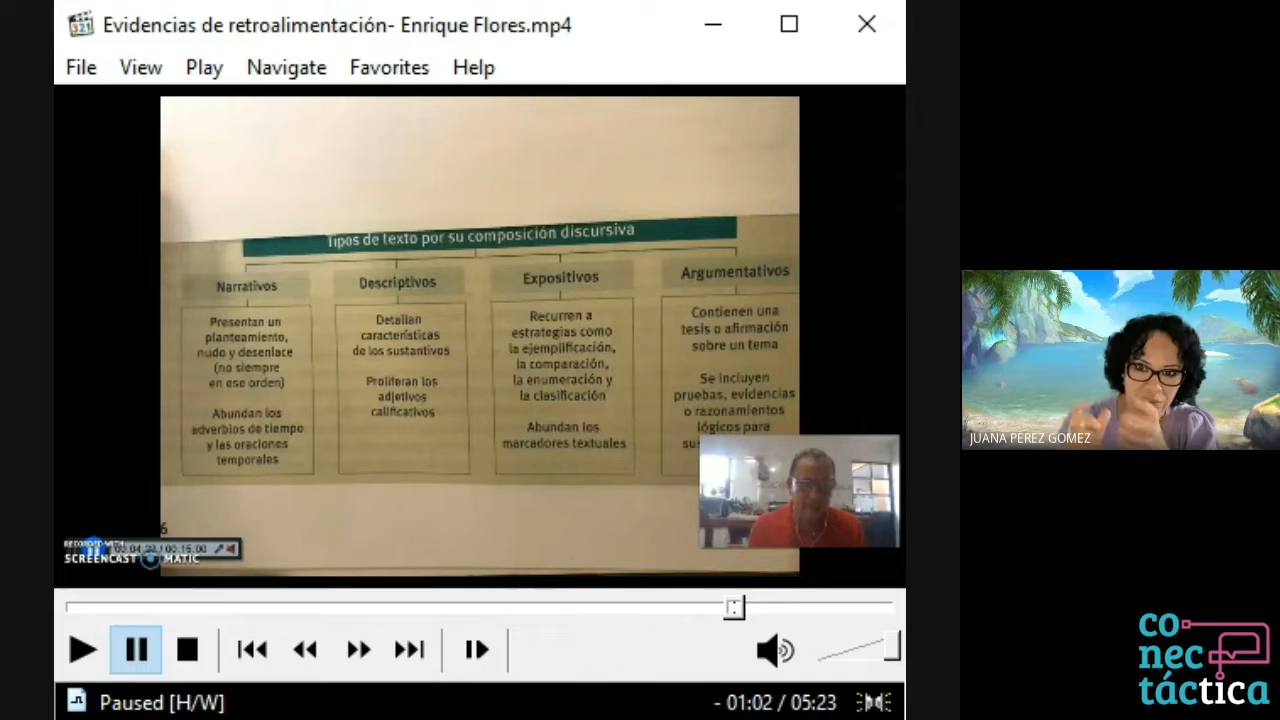 Evidencias de retroalimentación- Enrique Flores.mp4
File View Play Navigate Favorites Help
Tipos de texto por su composición discursiva
Narrativos
Presentan un
planteamiento,
nudo y desenlace
(no siempre
en ese orden)
Abundan los
adverbios de tiempo
y las oraciones
temporales
Descriptivos
Detallan
características
de los sustantivos
Proliferan los
adjetivos
calificativos
Expositivos
Recurren a
estrategias como
la ejemplificación,
la comparación,
la enumeración y
la clasificación
Abundan los
marcadores textuales
Argumentativos
Contienen una
tesis o afirmación
sobre un tema
Se incluyen
pruebas, evidencias
o razonamientos
lógicos para
6
RECORDED WITH
SCREENCAST MATIC
Paused [H/W]
- 01:02 / 05:23
JUANA PEREZ GOMEZ
co
nec
táctica